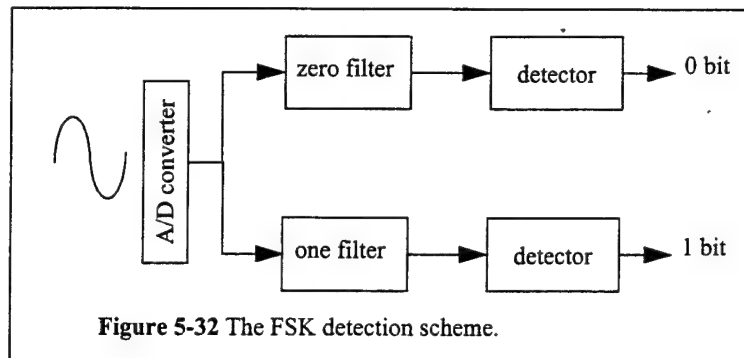 zero filter
detector
0 bit
A/D converter
one filter
detector
1 bit
Figure 5-32 The FSK detection scheme.